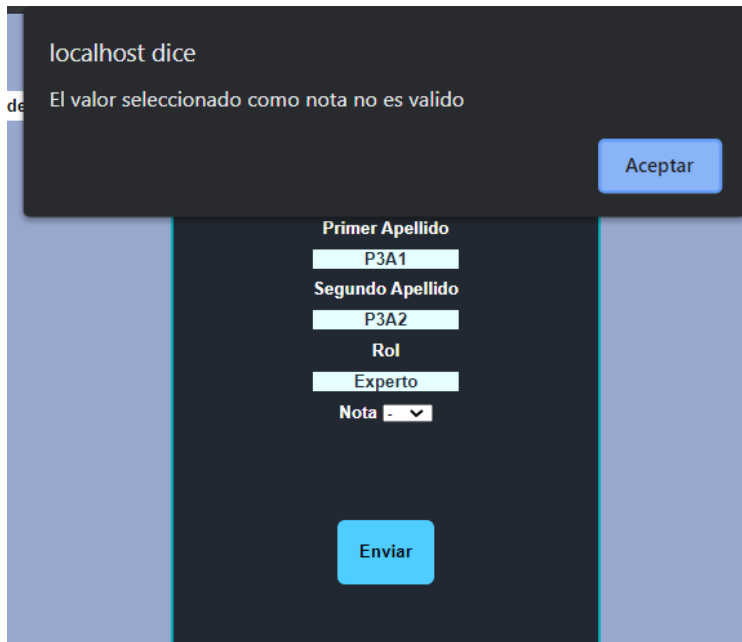 localhost dice
El valor seleccionado como nota no es valido
de
Aceptar
Primer Apellido
P3A1
Segundo Apellido
P3A2
Rol
Experto
Nota -
Enviar